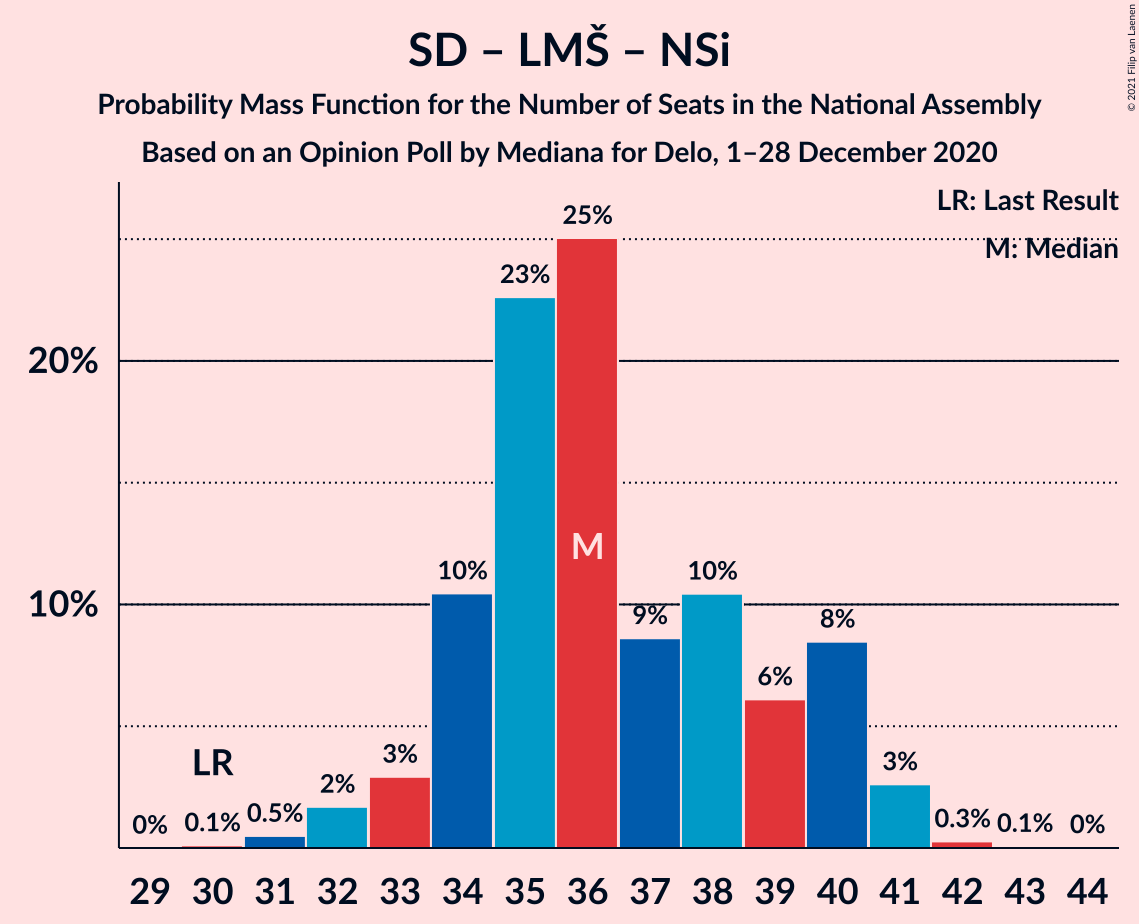 SD – LMŠ – NSi
Probability Mass Function for the Number of Seats in the National Assembly
Based on an Opinion Poll by Mediana for Delo, 1–28 December 2020
© 2021 Filip van Laenen
LR: Last Result
M: Median
25%
23%
20%
M
10%
10%
10%
9%
8%
6%
LR
3%
3%
2%
0%
0.1%
0.5%
0.3%
0.1%
0%
29 30 31 32 33 34 35 36 37 38 39 40 41 42 43 44